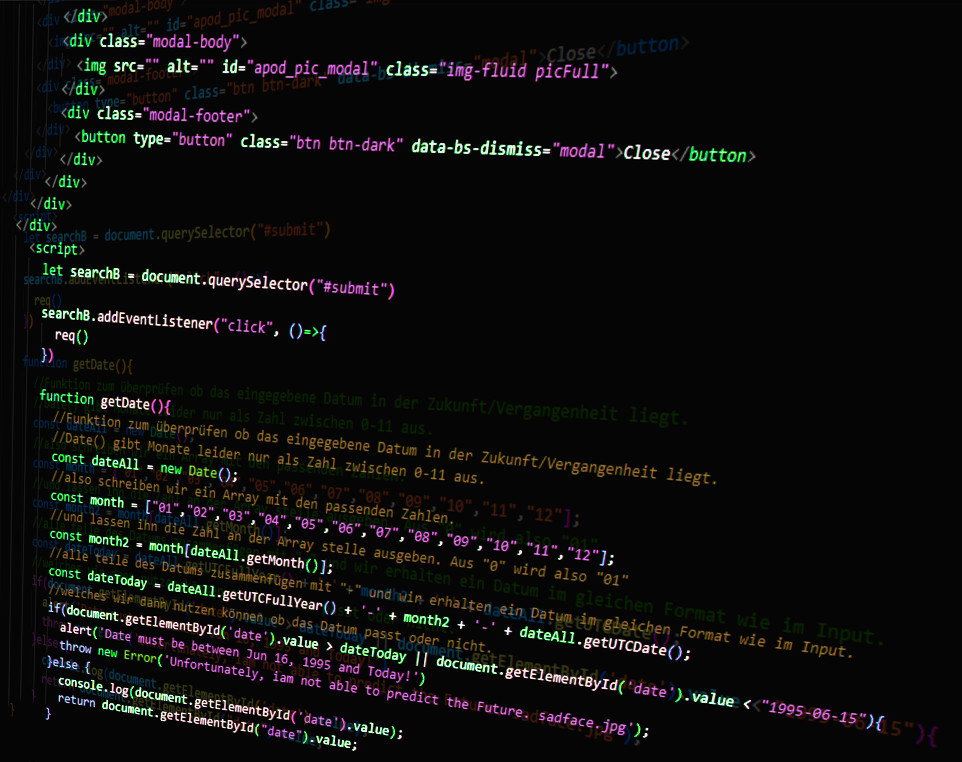 </div>
<div class="modal-body">
<img src="" alt="" id="apod_pic_modal" class="img-fluid picFull">
</div>
<div class="modal-footer">
<button type="button" class="btn btn-dark" data-bs-dismiss="modal">Close</button>
</div>
</div>
</div>
</div>
<script>
let searchB = document.querySelector("#submit")
searchB.addEventListener("click", ()=>{
req()
})
function getDate(){
//Funktion zum überprüfen ob das eingegebene Datum in der Zukunft/Vergangenheit liegt.
//Date() gibt Monate leider nur als Zahl zwischen 0-11 aus.
const dateAll = new Date();
//also schreiben wir ein Array mit den passenden Zahlen.
const month = ["01","02","03","04","05","06","07","08","09","10","11","12"];
//und lassen ihn die Zahl an der Array stelle ausgeben. Aus "0" wird also "01"
const month2 = month[dateAll.getMonth()];
//alle teile des Datums zusammenfügen mit "+" und wir erhalten ein Datum im gleichen Format wie im Input.
const dateToday = dateAll.getUTCFullYear() + '-' + month2 + '-' + dateAll.getUTCDate();
//welches wir dann nutzen können ob das Datum passt oder nicht.
if(document.getElementById('date').value > dateToday || document.getElementById('date').value < "1995-06-15"){
alert('Date must be between Jun 16, 1995 and Today!')
throw new Error('Unfortunately, iam not able to predict the Future. sadface.jpg');
}else {
console.log(document.getElementById('date').value);
return document.getElementById("date").value;
}